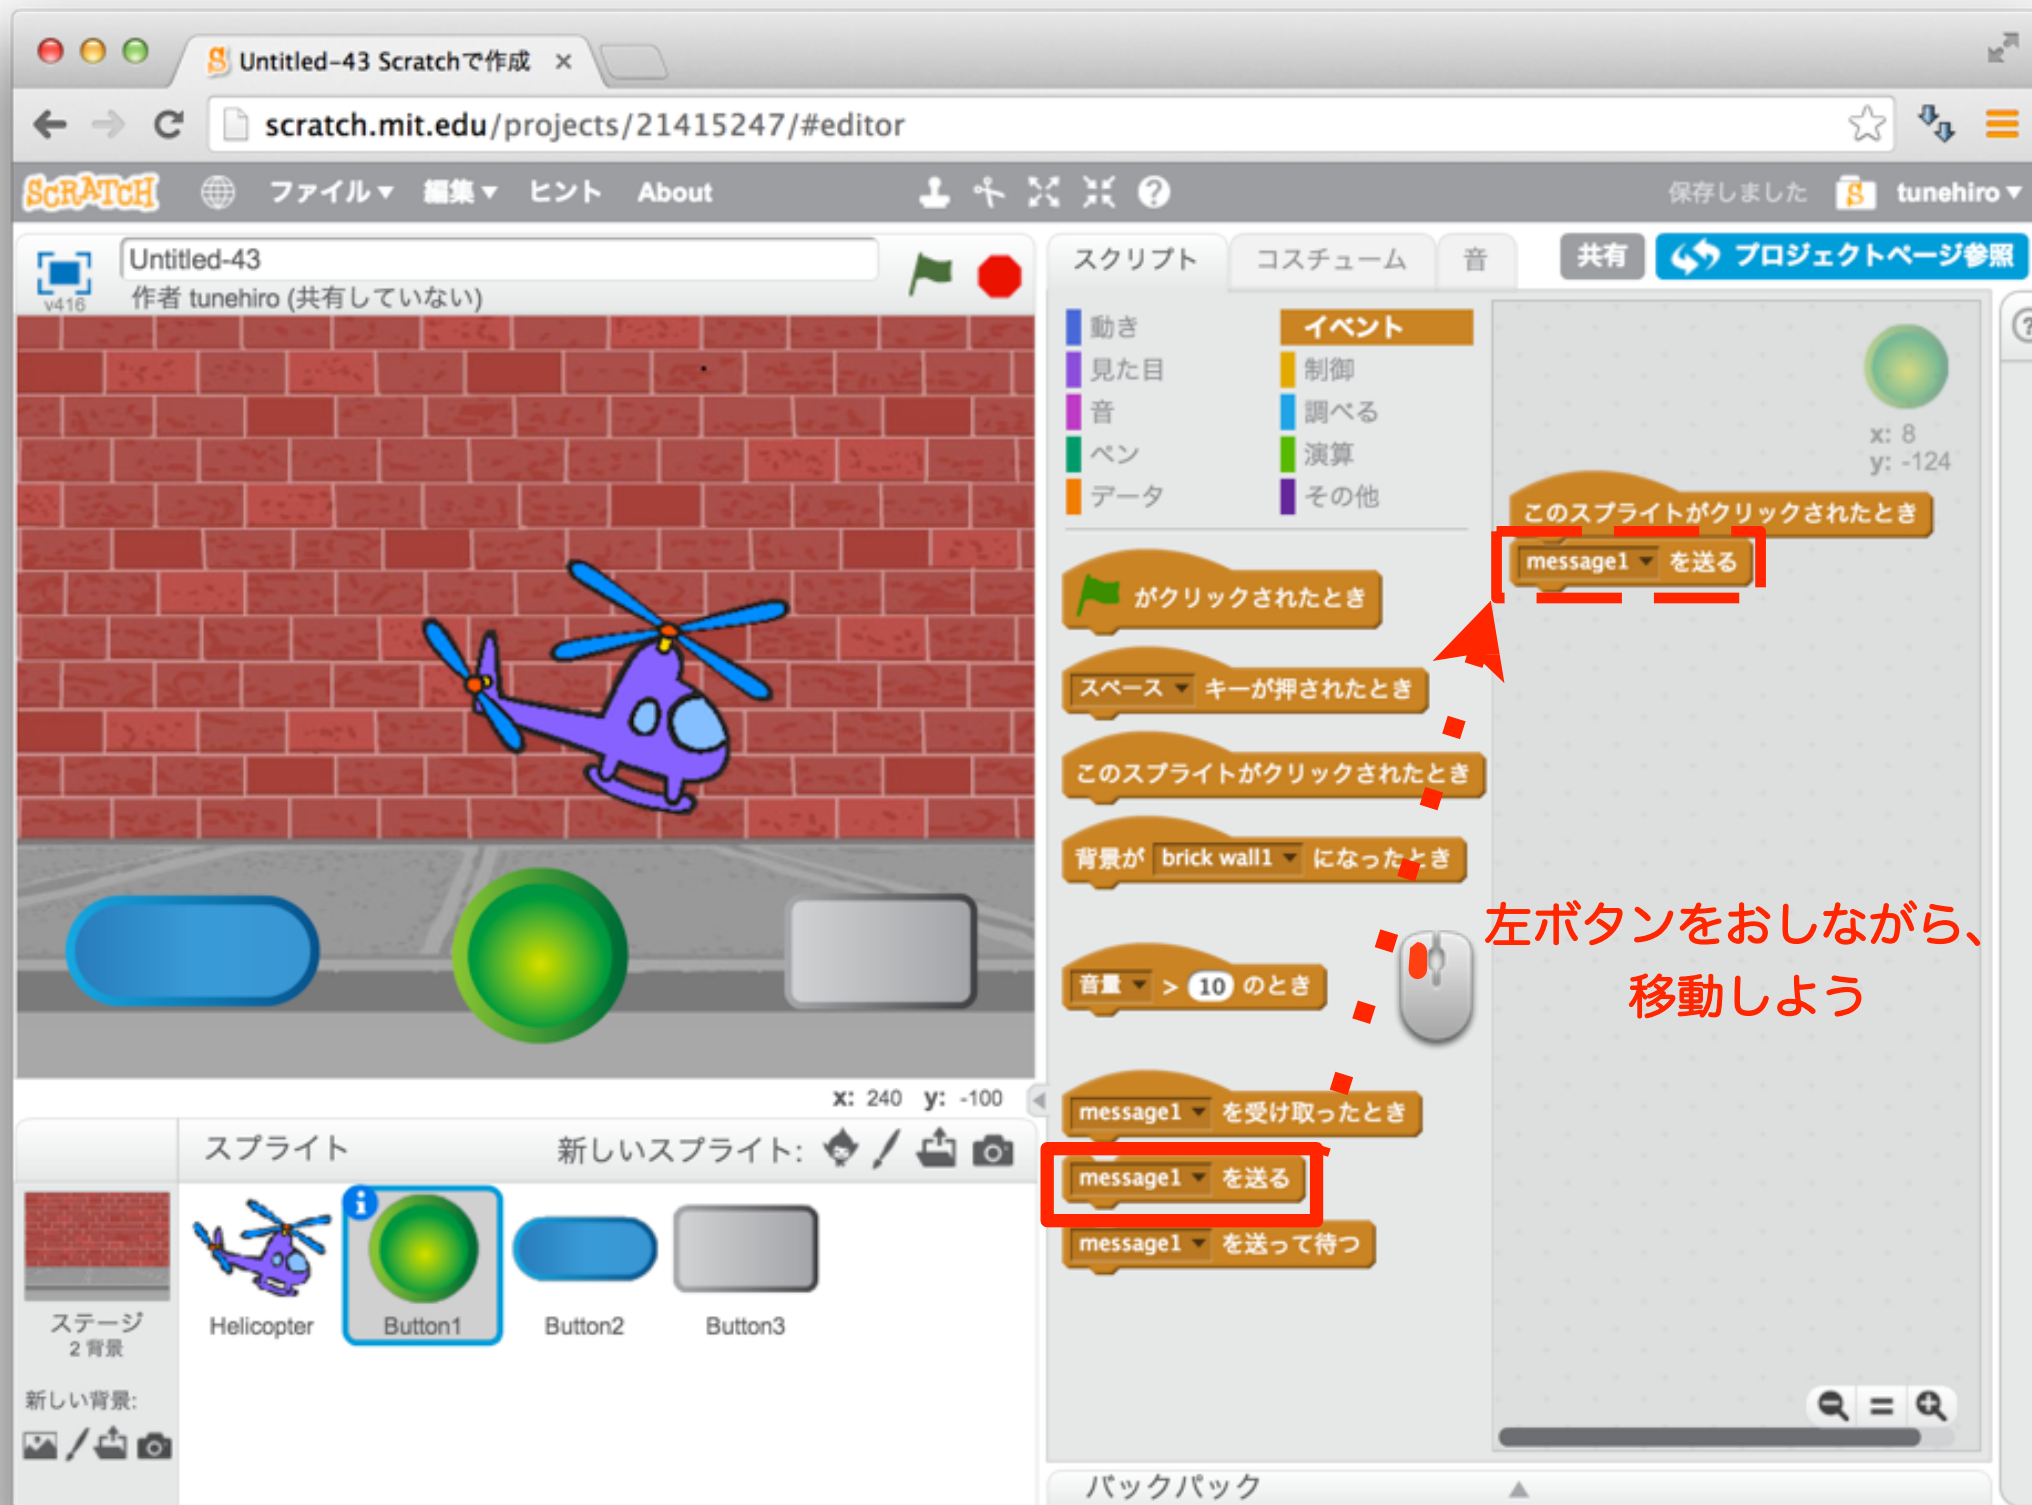 Untitled-43 Scratchで作成
scratch.mit.edu/projects/21415247/#editor
SCRATCH ファイル 編集 ヒント About 保存しました tunehiro
v416 Untitled-43
作者 tunehiro (共有していない)
スクリプト コスチューム 音 共有 プロジェクトページ参照
動き イベント
見た目 制御
音 調べる
ペン 演算
データ その他
x: 8
y: -124
このスプライトがクリックされたとき
message1 を送る
がクリックされたとき
スペース キーが押されたとき
このスプライトがクリックされたとき
背景が brick wall1 になったとき
音量 > 10 のとき
message1 を受け取ったとき
message1 を送る
message1 を送って待つ
左ボタンをおしながら、
移動しよう
x: 240 y: -100
スプライト 新しいスプライト:
Helicopter Button1 Button2 Button3
ステージ
2 背景
新しい背景:
バックパック